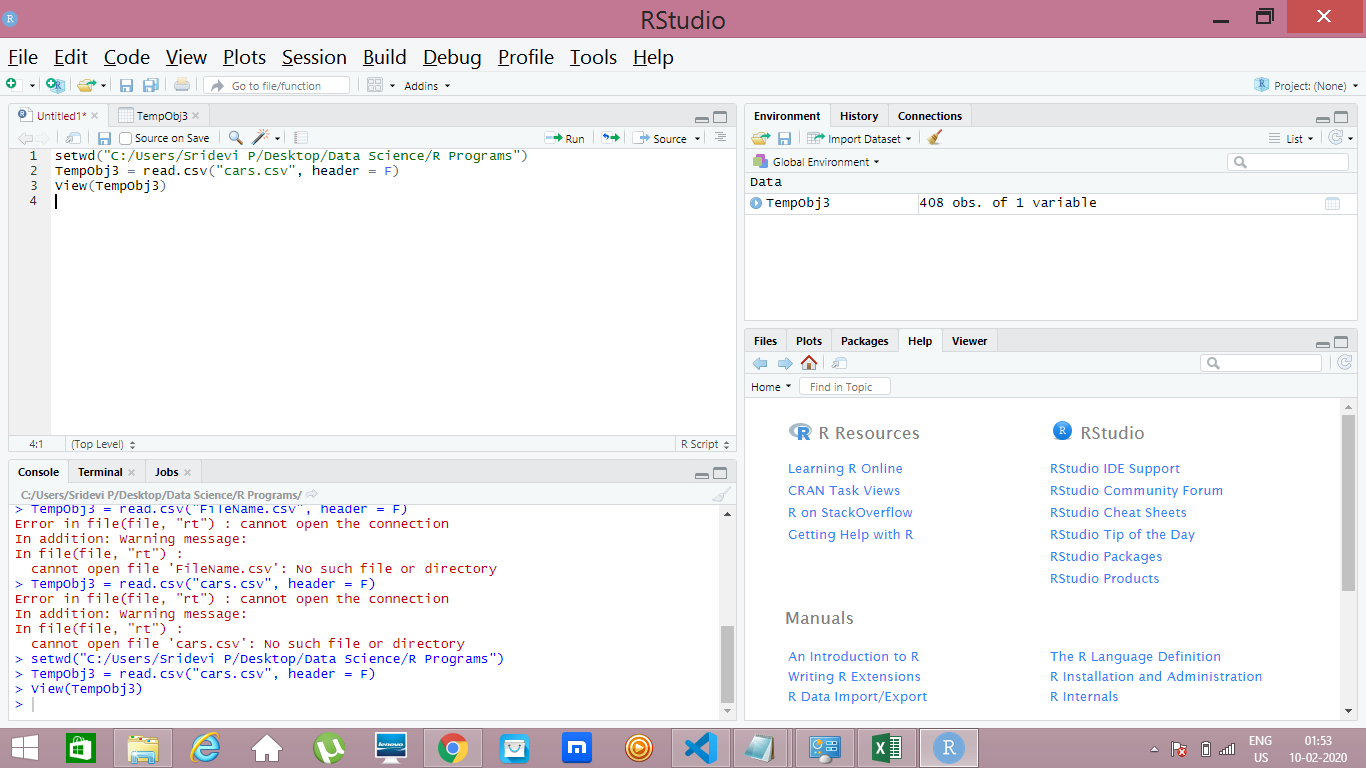 RStudio
File Edit Code View Plots Session Build Debug Profile Tools Help
Go to file/function Addins Project: (None)
Untitled1* TempObj3
Source on Save Run Source
1 setwd("C:/Users/Sridevi P/Desktop/Data Science/R Programs")
2 TempObj3 = read.csv("cars.csv", header = F)
3 View(TempObj3)
4
4:1 (Top Level) R Script
Console Terminal Jobs
C:/Users/Sridevi P/Desktop/Data Science/R Programs/
> TempObj3 = read.csv("FileName.csv", header = F)
Error in file(file, "rt") : cannot open the connection
In addition: Warning message:
In file(file, "rt") :
cannot open file 'FileName.csv': No such file or directory
> TempObj3 = read.csv("cars.csv", header = F)
Error in file(file, "rt") : cannot open the connection
In addition: Warning message:
In file(file, "rt") :
cannot open file 'cars.csv': No such file or directory
> setwd("C:/Users/Sridevi P/Desktop/Data Science/R Programs")
> TempObj3 = read.csv("cars.csv", header = F)
> View(TempObj3)
>
Environment History Connections
Import Dataset List
Global Environment
Data
TempObj3 408 obs. of 1 variable
Files Plots Packages Help Viewer
Home Find in Topic
R Resources
Learning R Online
CRAN Task Views
R on StackOverflow
Getting Help with R
RStudio
RStudio IDE Support
RStudio Community Forum
RStudio Cheat Sheets
RStudio Tip of the Day
RStudio Packages
RStudio Products
Manuals
An Introduction to R
Writing R Extensions
R Data Import/Export
The R Language Definition
R Installation and Administration
R Internals
lenovo
ENG
US
01:53
10-02-2020